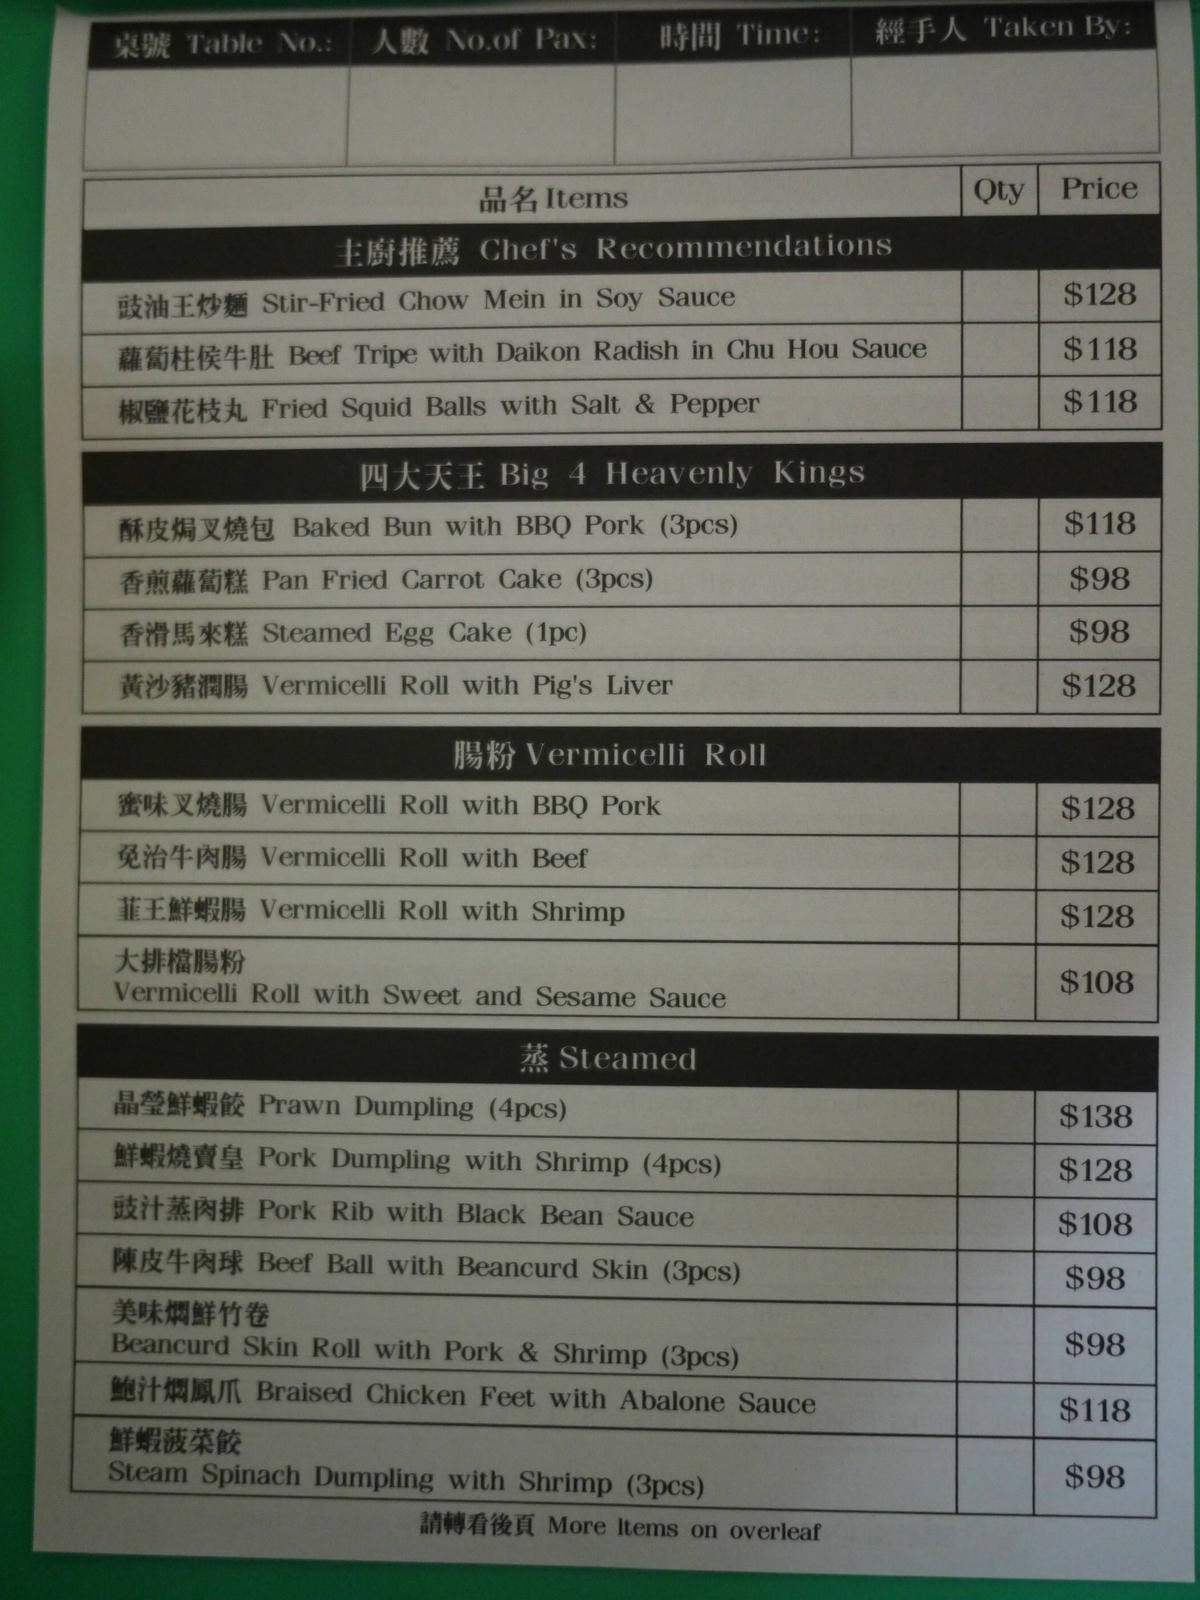 桌號 Table No.: 人數 No.of Pax: 時間 Time: 經手人 Taken By:
品名 Items Qty Price
主廚推薦 Chef's Recommendations
豉油王炒麵 Stir-Fried Chow Mein in Soy Sauce $128
蘿蔔柱侯牛肚 Beef Tripe with Daikon Radish in Chu Hou Sauce $118
椒鹽花枝丸 Fried Squid Balls with Salt & Pepper $118
四大天王 Big 4 Heavenly Kings
酥皮焗叉燒包 Baked Bun with BBQ Pork (3pcs) $118
香煎蘿蔔糕 Pan Fried Carrot Cake (3pcs) $98
香滑馬來糕 Steamed Egg Cake (1pc) $98
黃沙豬潤腸 Vermicelli Roll with Pig's Liver $128
腸粉 Vermicelli Roll
蜜味叉燒腸 Vermicelli Roll with BBQ Pork $128
免治牛肉腸 Vermicelli Roll with Beef $128
韮王鮮蝦腸 Vermicelli Roll with Shrimp $128
大排檔腸粉
Vermicelli Roll with Sweet and Sesame Sauce $108
蒸 Steamed
晶瑩鮮蝦餃 Prawn Dumpling (4pcs) $138
鮮蝦燒賣皇 Pork Dumpling with Shrimp (4pcs) $128
豉汁蒸肉排 Pork Rib with Black Bean Sauce $108
陳皮牛肉球 Beef Ball with Beancurd Skin (3pcs) $98
美味燜鮮竹卷
Beancurd Skin Roll with Pork & Shrimp (3pcs) $98
鮑汁燜鳳爪 Braised Chicken Feet with Abalone Sauce $118
鮮蝦菠菜餃
Steam Spinach Dumpling with Shrimp (3pcs) $98
請轉看後頁 More Items on overleaf